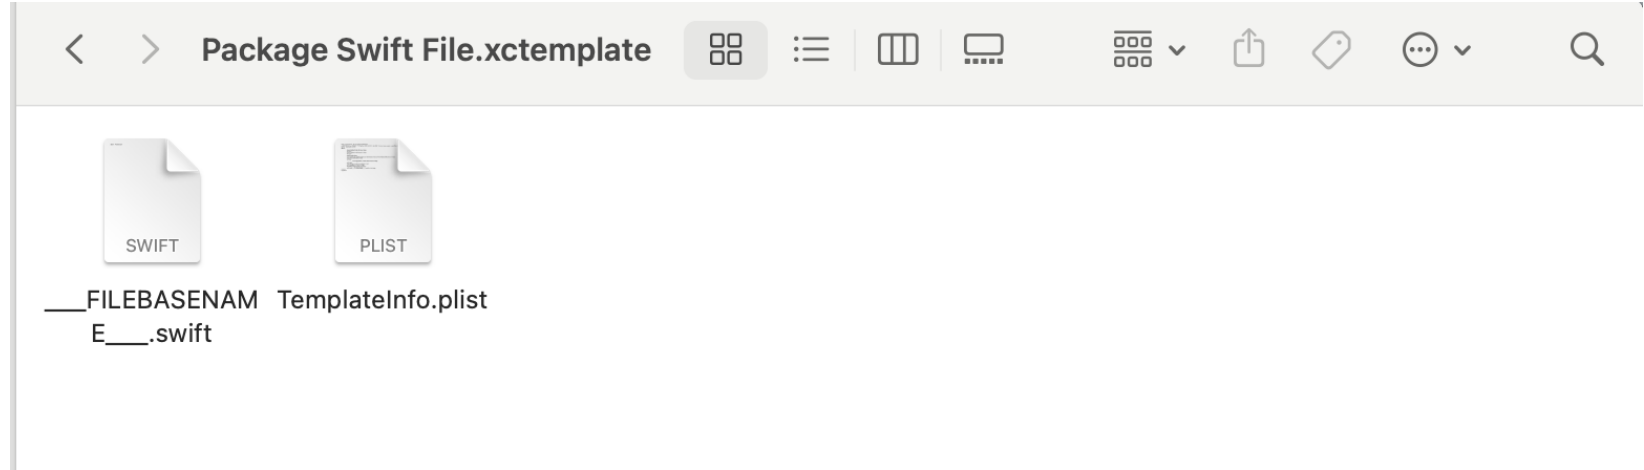 Package Swift File.xctemplate
SWIFT
PLIST
___FILEBASENAM
E___.swift
TemplateInfo.plist